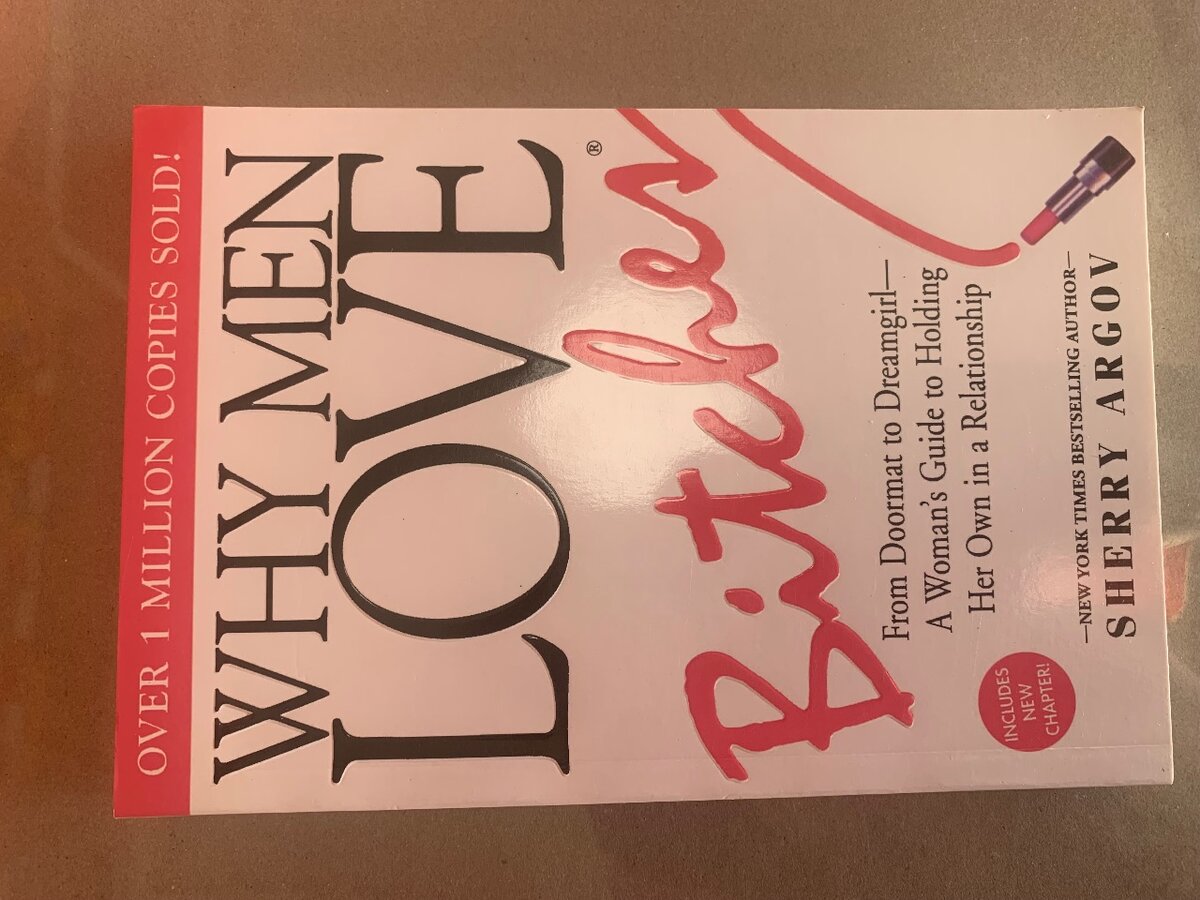 OVER 1 MILLION COPIES SOLD!
WHY MEN
LOVE®
Bitches
From Doormat to Dreamgirl—
A Woman's Guide to Holding
Her Own in a Relationship
INCLUDES
NEW
CHAPTER!
—NEW YORK TIMES BESTSELLING AUTHOR—
SHERRY ARGOV